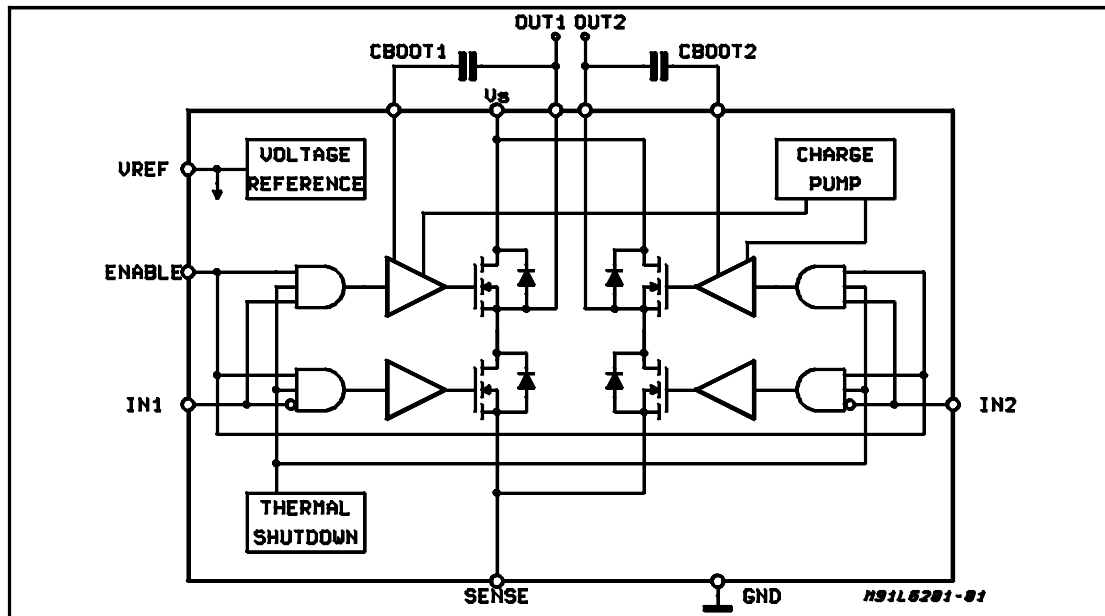 OUT1 OUT2
CBOOT1
CBOOT2
Vs
VREF
VOLTAGE
REFERENCE
CHARGE
PUMP
ENABLE
IN1
IN2
THERMAL
SHUTDOWN
SENSE
GND
M91L6201-01